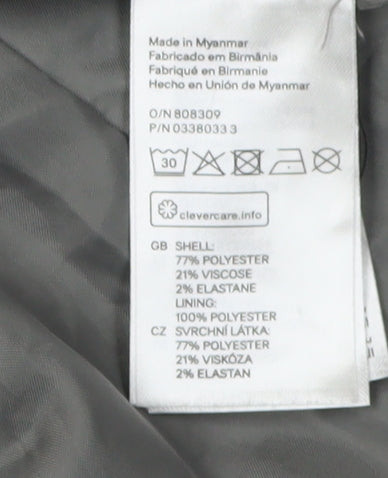 Made in Myanmar
Fabricado em Birmânia
Fabriqué en Birmanie
Hecho en Unión de Myanmar
O/N 808309
P/N 0338033 3
30
clevercare.info
GB SHELL:
77% POLYESTER
21% VISCOSE
2% ELASTANE
LINING:
100% POLYESTER
CZ SVRCHNÍ LÁTKA:
77% POLYESTER
21% VISKÓZA
2% ELASTAN